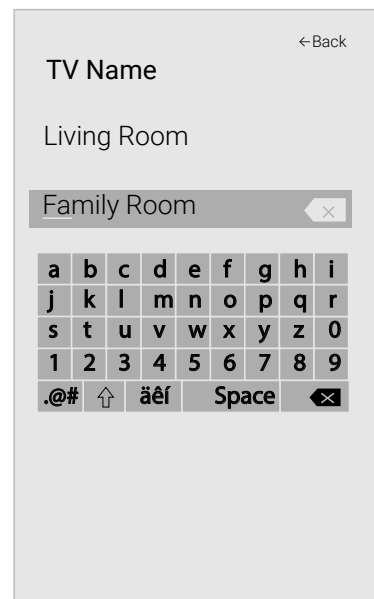 ←Back
TV Name
Living Room
Family Room
a b c d e f g h i
j k l m n o p q r
s t u v w x y z 0
1 2 3 4 5 6 7 8 9
.@# äêí Space